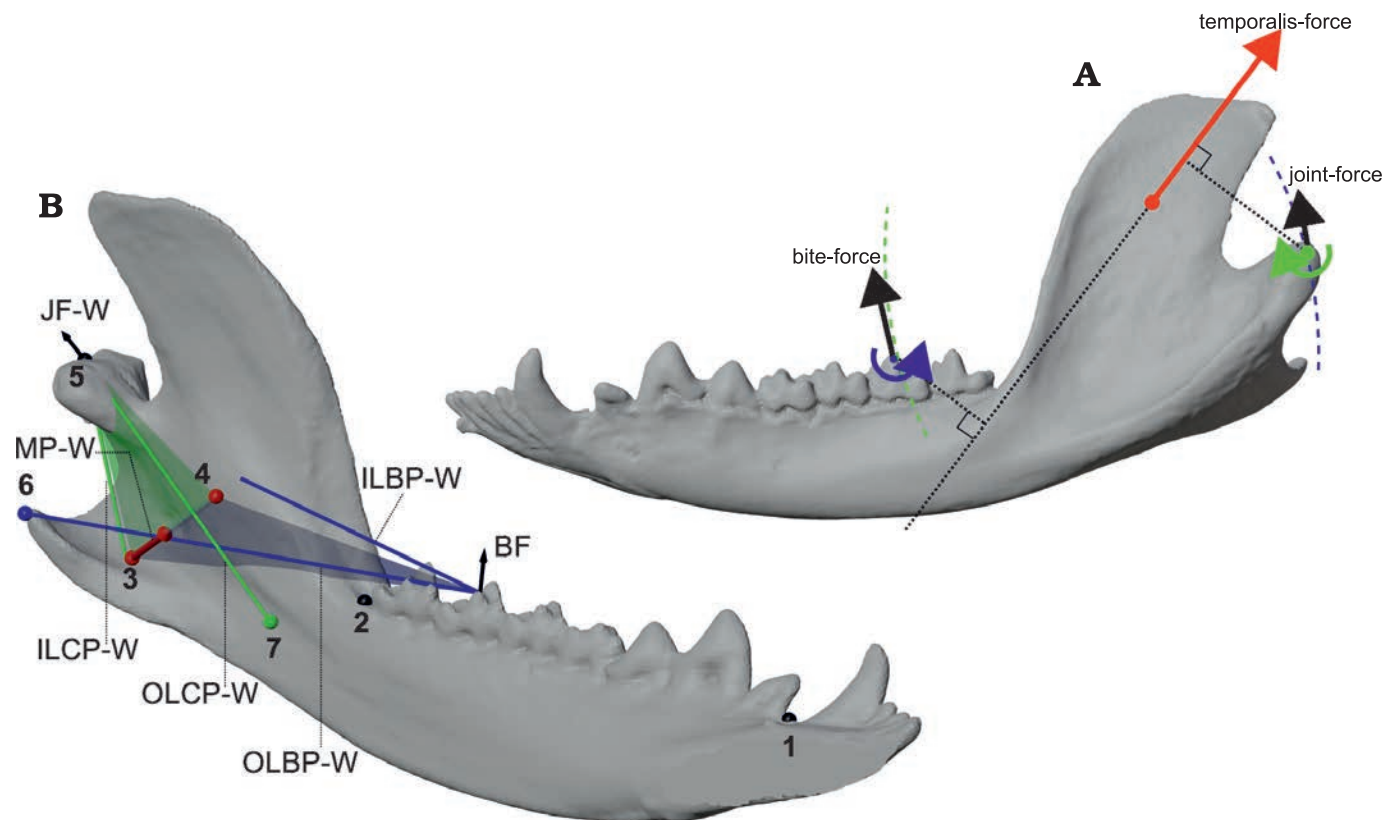 temporalis-force
A
joint-force
bite-force
B
JF-W
5
MP-W
4
6
ILBP-W
BF
3
2
7
ILCP-W
OLCP-W
OLBP-W
1